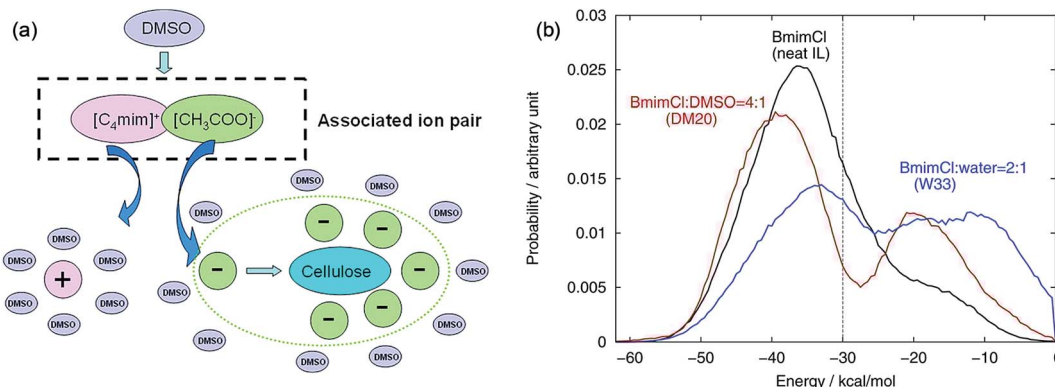 (a)
DMSO
[C₄mim]⁺
[CH₃COO]⁻
Associated ion pair
DMSO
DMSO
DMSO
DMSO
DMSO
DMSO
DMSO
+
DMSO
DMSO
DMSO
DMSO
−
−
−
Cellulose
−
−
−
DMSO
DMSO
DMSO
DMSO
DMSO
DMSO
(b)
Probability / arbitrary unit
0.03
0.025
0.02
0.015
0.01
0.005
0
BmimCl
(neat IL)
BmimCl:DMSO=4:1
(DM20)
BmimCl:water=2:1
(W33)
−60 −50 −40 −30 −20 −10 0
Energy / kcal/mol